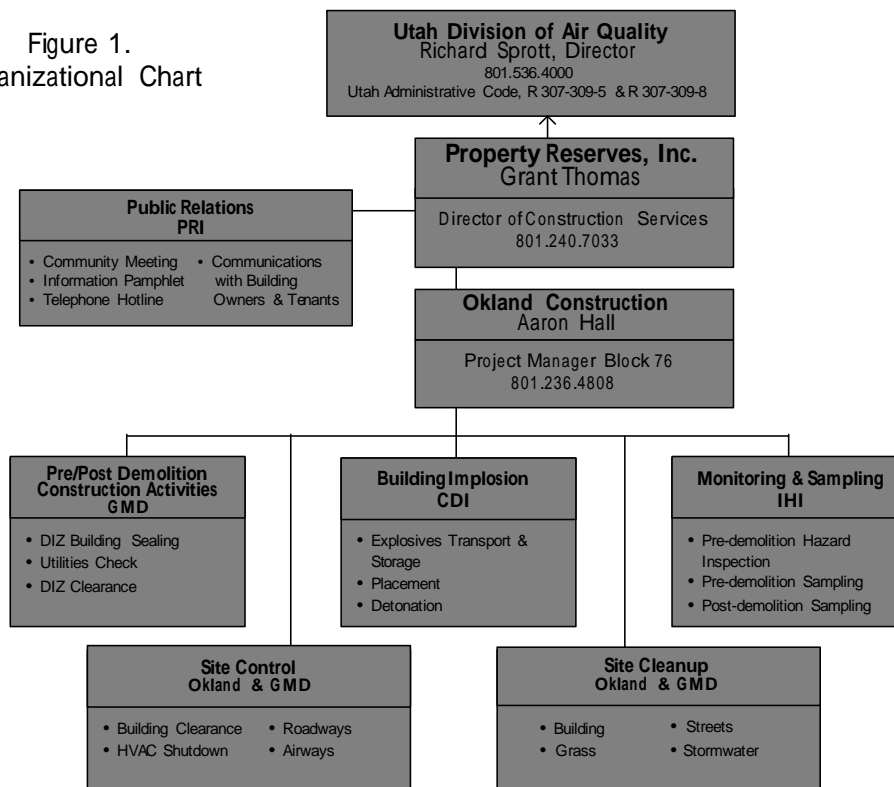 Figure 1.
anizational Chart
Utah Division of Air Quality
Richard Sprott, Director
801.536.4000
Utah Administrative Code, R 307-309-5 & R 307-309-8
Property Reserves, Inc.
Grant Thomas
Director of Construction Services
801.240.7033
Public Relations
PRI
• Community Meeting
• Information Pamphlet
• Telephone Hotline
• Communications
with Building
Owners & Tenants
Okland Construction
Aaron Hall
Project Manager Block 76
801.236.4808
Pre/Post Demolition
Construction Activities
GMD
• DIZ Building Sealing
• Utilities Check
• DIZ Clearance
Building Implosion
CDI
• Explosives Transport &
Storage
• Placement
• Detonation
Monitoring & Sampling
IHI
• Pre-demolition Hazard
Inspection
• Pre-demolition Sampling
• Post-demolition Sampling
Site Control
Okland & GMD
• Building Clearance
• HVAC Shutdown
• Roadways
• Airways
Site Cleanup
Okland & GMD
• Building
• Grass
• Streets
• Stormwater